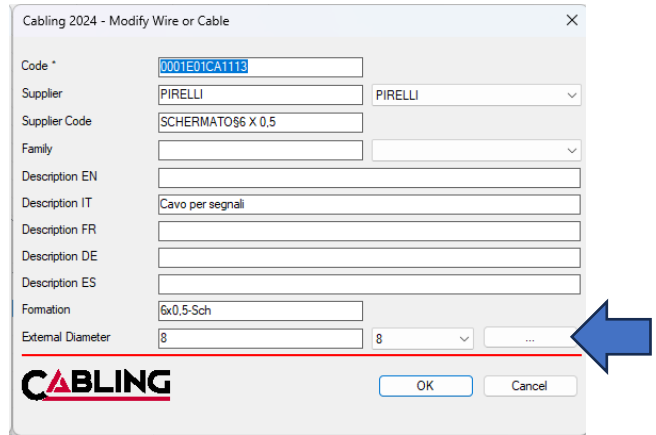 Cabling 2024 - Modify Wire or Cable
Code * 0001E01CA1113
Supplier PIRELLI PIRELLI
Supplier Code SCHERMATO§6 X 0,5
Family
Description EN
Description IT Cavo per segnali
Description FR
Description DE
Description ES
Formation 6x0,5-Sch
External Diameter 8 8 ...
CABLING OK Cancel